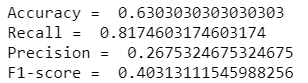 Accuracy =  0.6303030303030303
Recall =  0.8174603174603174
Precision =  0.2675324675324675
F1-score =  0.40313111545988256